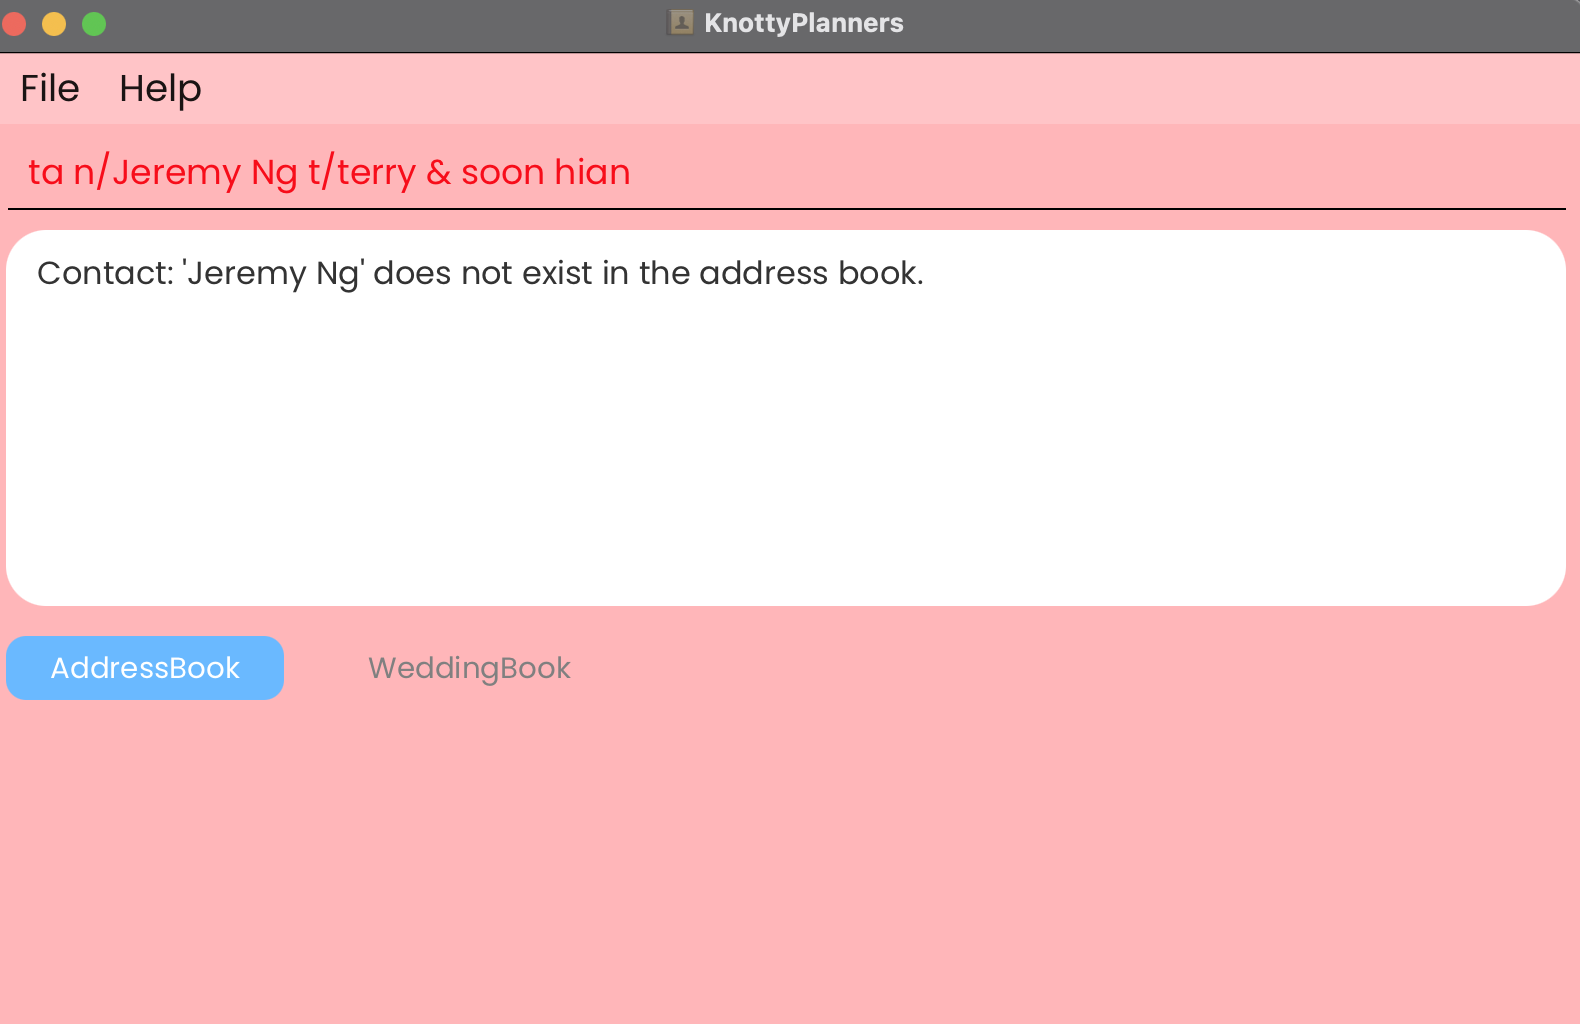 KnottyPlanners
File Help
ta n/Jeremy Ng t/terry & soon hian
Contact: 'Jeremy Ng' does not exist in the address book.
AddressBook WeddingBook